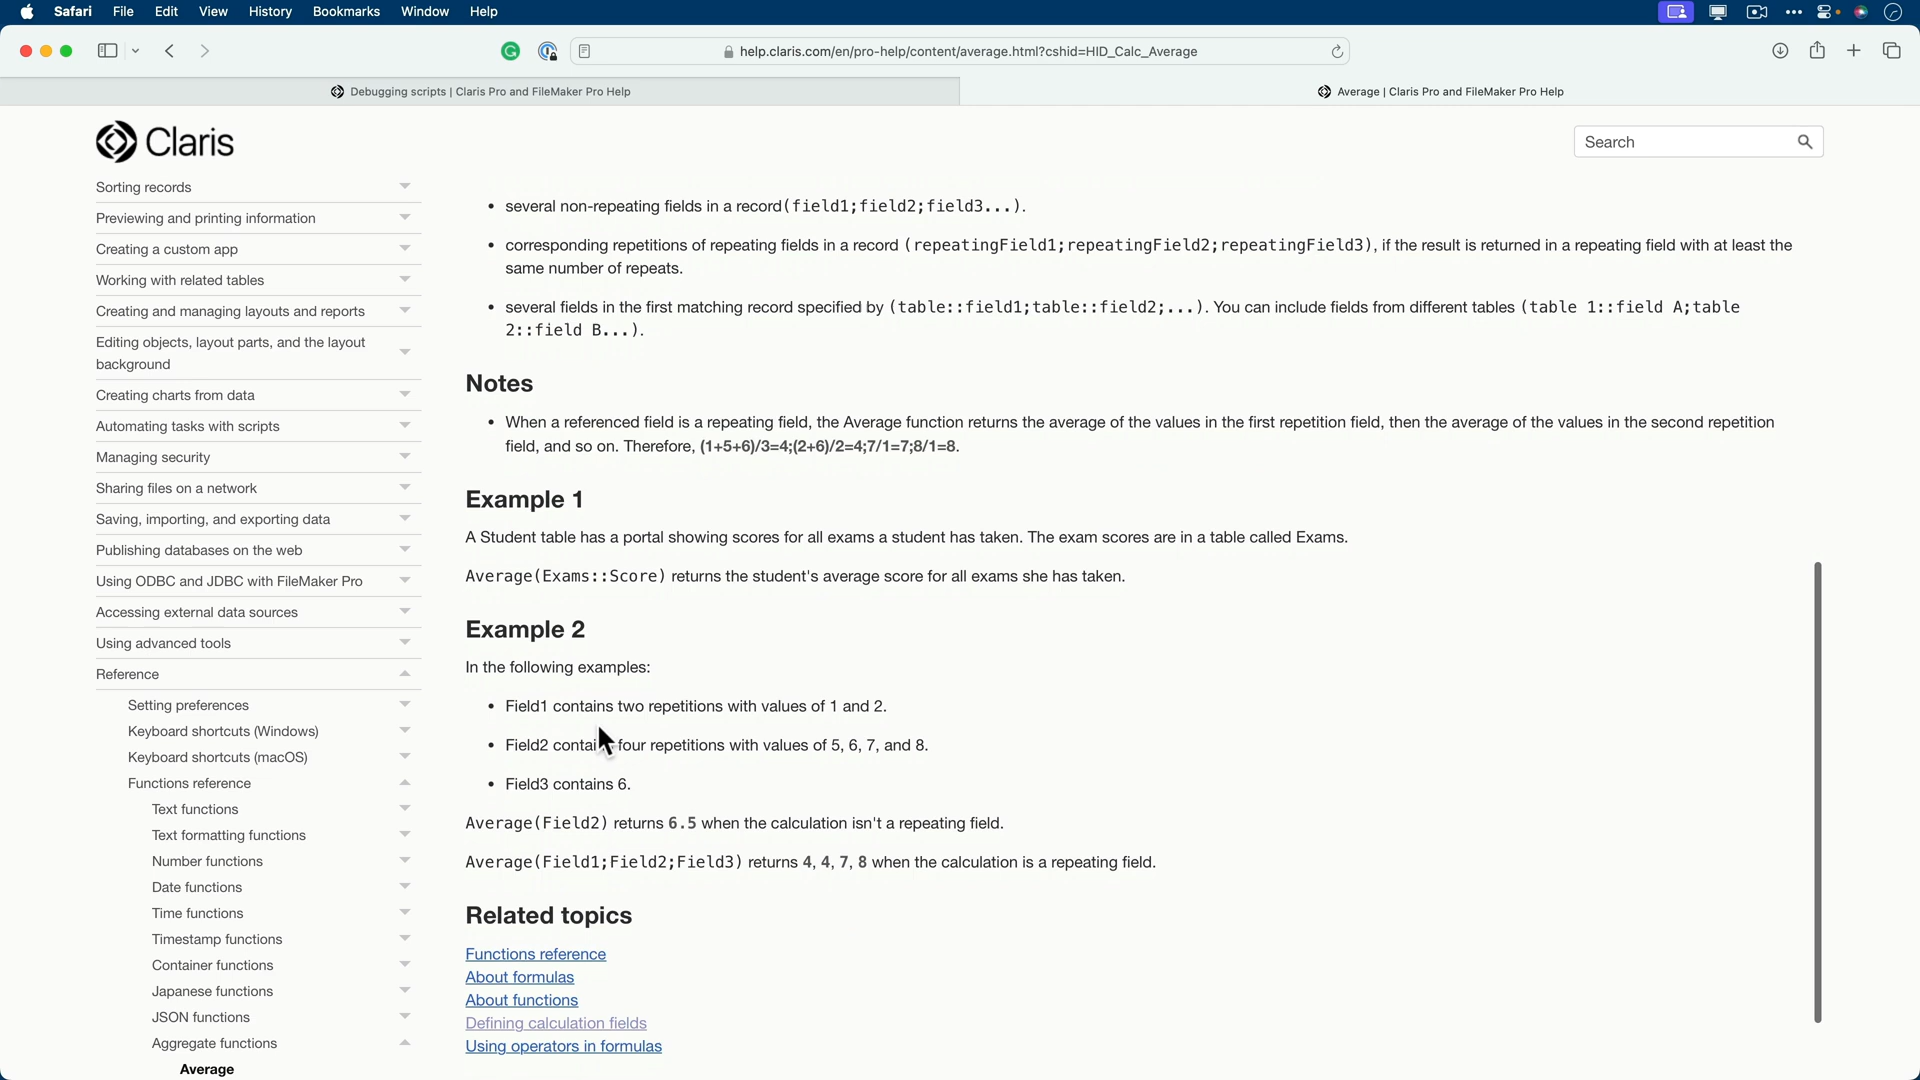 Safari File Edit View History Bookmarks Window Help
help.claris.com/en/pro-help/content/average.html?cshid=HID_Calc_Average
Debugging scripts | Claris Pro and FileMaker Pro Help
Average | Claris Pro and FileMaker Pro Help
Claris
Search
Sorting records
Previewing and printing information
Creating a custom app
Working with related tables
Creating and managing layouts and reports
Editing objects, layout parts, and the layout
background
Creating charts from data
Automating tasks with scripts
Managing security
Sharing files on a network
Saving, importing, and exporting data
Publishing databases on the web
Using ODBC and JDBC with FileMaker Pro
Accessing external data sources
Using advanced tools
Reference
Setting preferences
Keyboard shortcuts (Windows)
Keyboard shortcuts (macOS)
Functions reference
Text functions
Text formatting functions
Number functions
Date functions
Time functions
Timestamp functions
Container functions
Japanese functions
JSON functions
Aggregate functions
Average
• several non-repeating fields in a record(field1;field2;field3...).
• corresponding repetitions of repeating fields in a record (repeatingField1;repeatingField2;repeatingField3), if the result is returned in a repeating field with at least the
same number of repeats.
• several fields in the first matching record specified by (table::field1;table::field2;...). You can include fields from different tables (table 1::field A;table
2::field B...).
Notes
• When a referenced field is a repeating field, the Average function returns the average of the values in the first repetition field, then the average of the values in the second repetition
field, and so on. Therefore, (1+5+6)/3=4;(2+6)/2=4;7/1=7;8/1=8.
Example 1
A Student table has a portal showing scores for all exams a student has taken. The exam scores are in a table called Exams.
Average(Exams::Score) returns the student's average score for all exams she has taken.
Example 2
In the following examples:
• Field1 contains two repetitions with values of 1 and 2.
• Field2 contai four repetitions with values of 5, 6, 7, and 8.
• Field3 contains 6.
Average(Field2) returns 6.5 when the calculation isn't a repeating field.
Average(Field1;Field2;Field3) returns 4, 4, 7, 8 when the calculation is a repeating field.
Related topics
Functions reference
About formulas
About functions
Defining calculation fields
Using operators in formulas